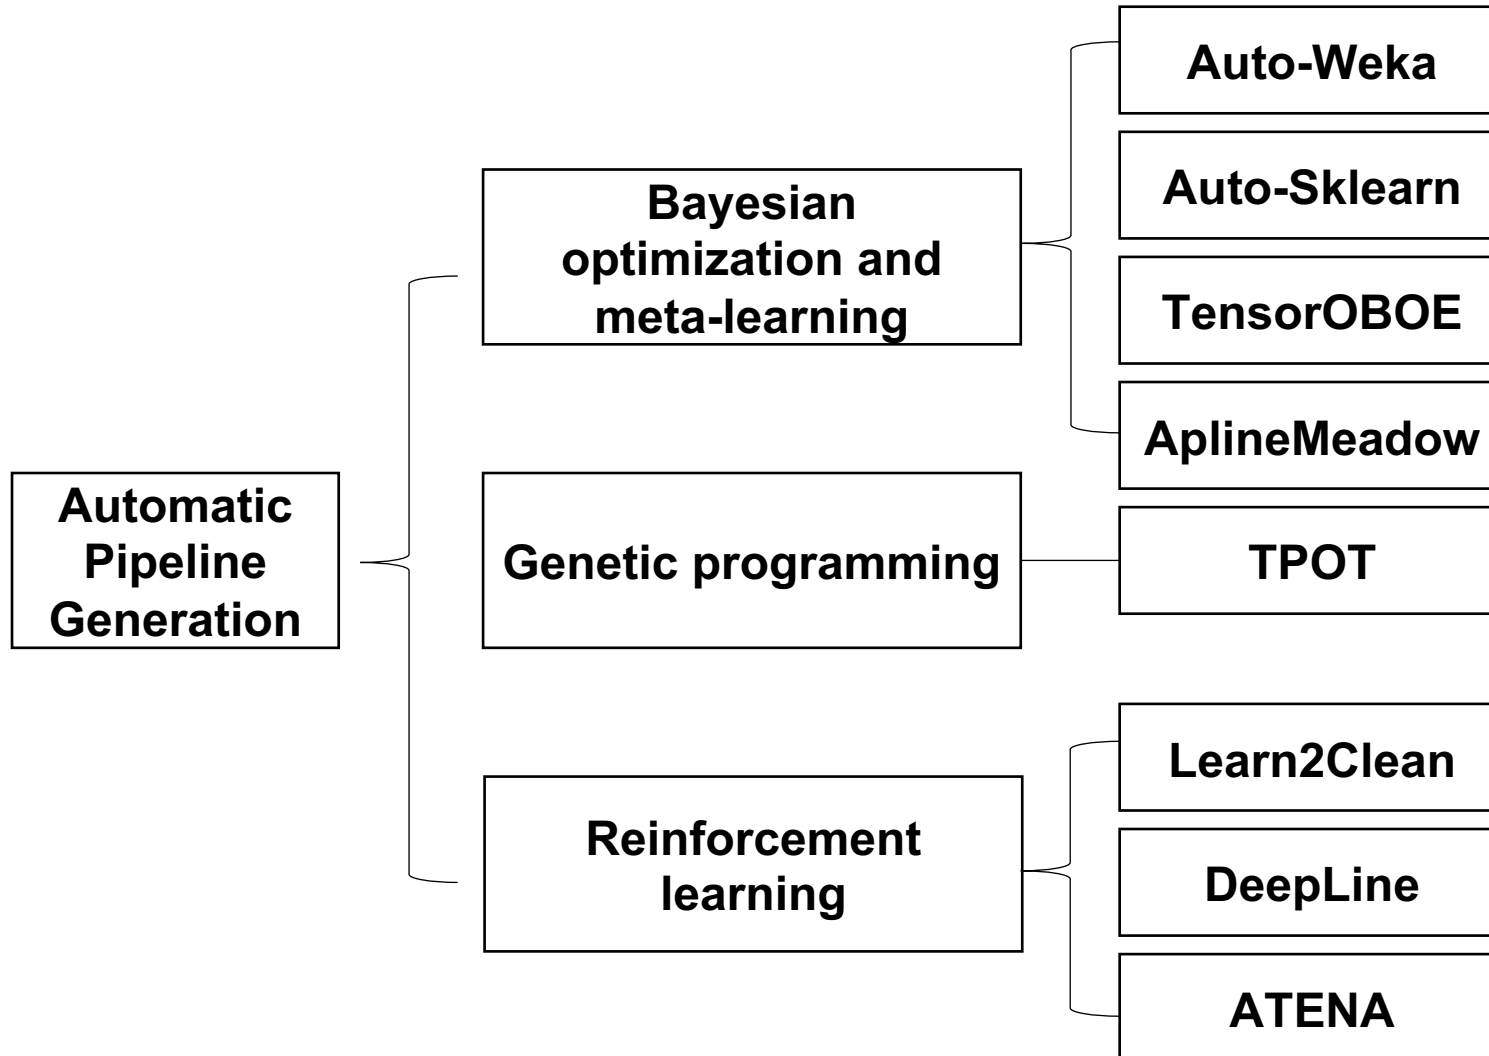 Automatic
Pipeline
Generation
Bayesian
optimization and
meta-learning
Auto-Weka
Auto-Sklearn
TensorOBOE
AplineMeadow
Genetic programming
TPOT
Reinforcement
learning
Learn2Clean
DeepLine
ATENA